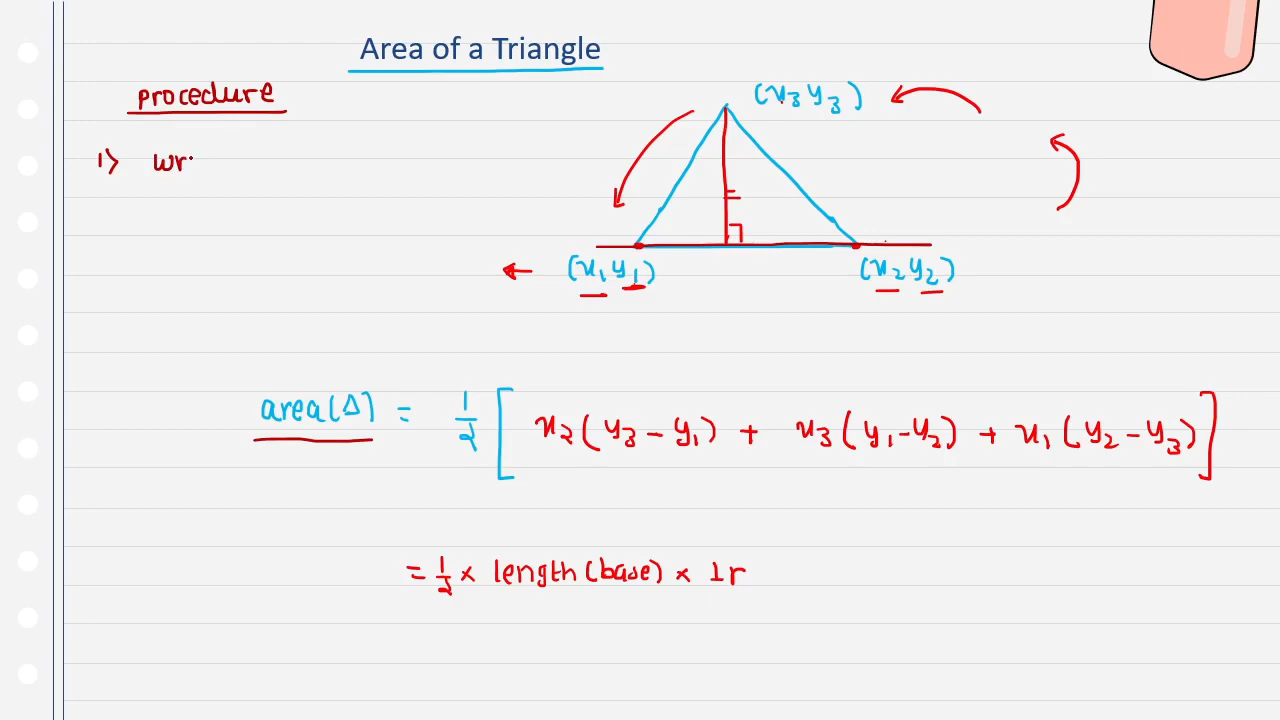 Area of a Triangle
procedure
1) wr
(x3 y3)
(x1 y1)
(x2 y2)
area(Δ) = 1/2 [ x2 (y3 - y1) + x3 (y1 - y2) + x1 (y2 - y3) ]
= 1/2 × length (base) × ⊥r